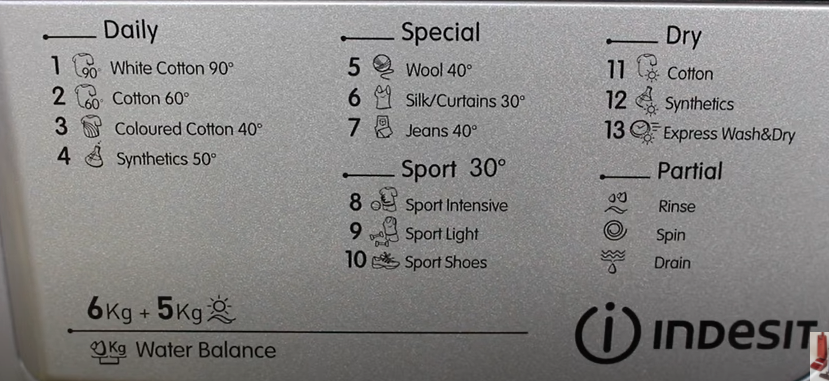 Daily
1 White Cotton 90°
2 Cotton 60°
3 Coloured Cotton 40°
4 Synthetics 50°
Special
5 Wool 40°
6 Silk/Curtains 30°
7 Jeans 40°
Sport 30°
8 Sport Intensive
9 Sport Light
10 Sport Shoes
Dry
11 Cotton
12 Synthetics
13 Express Wash&Dry
Partial
Rinse
Spin
Drain
6Kg + 5Kg
Kg Water Balance
INDESIT